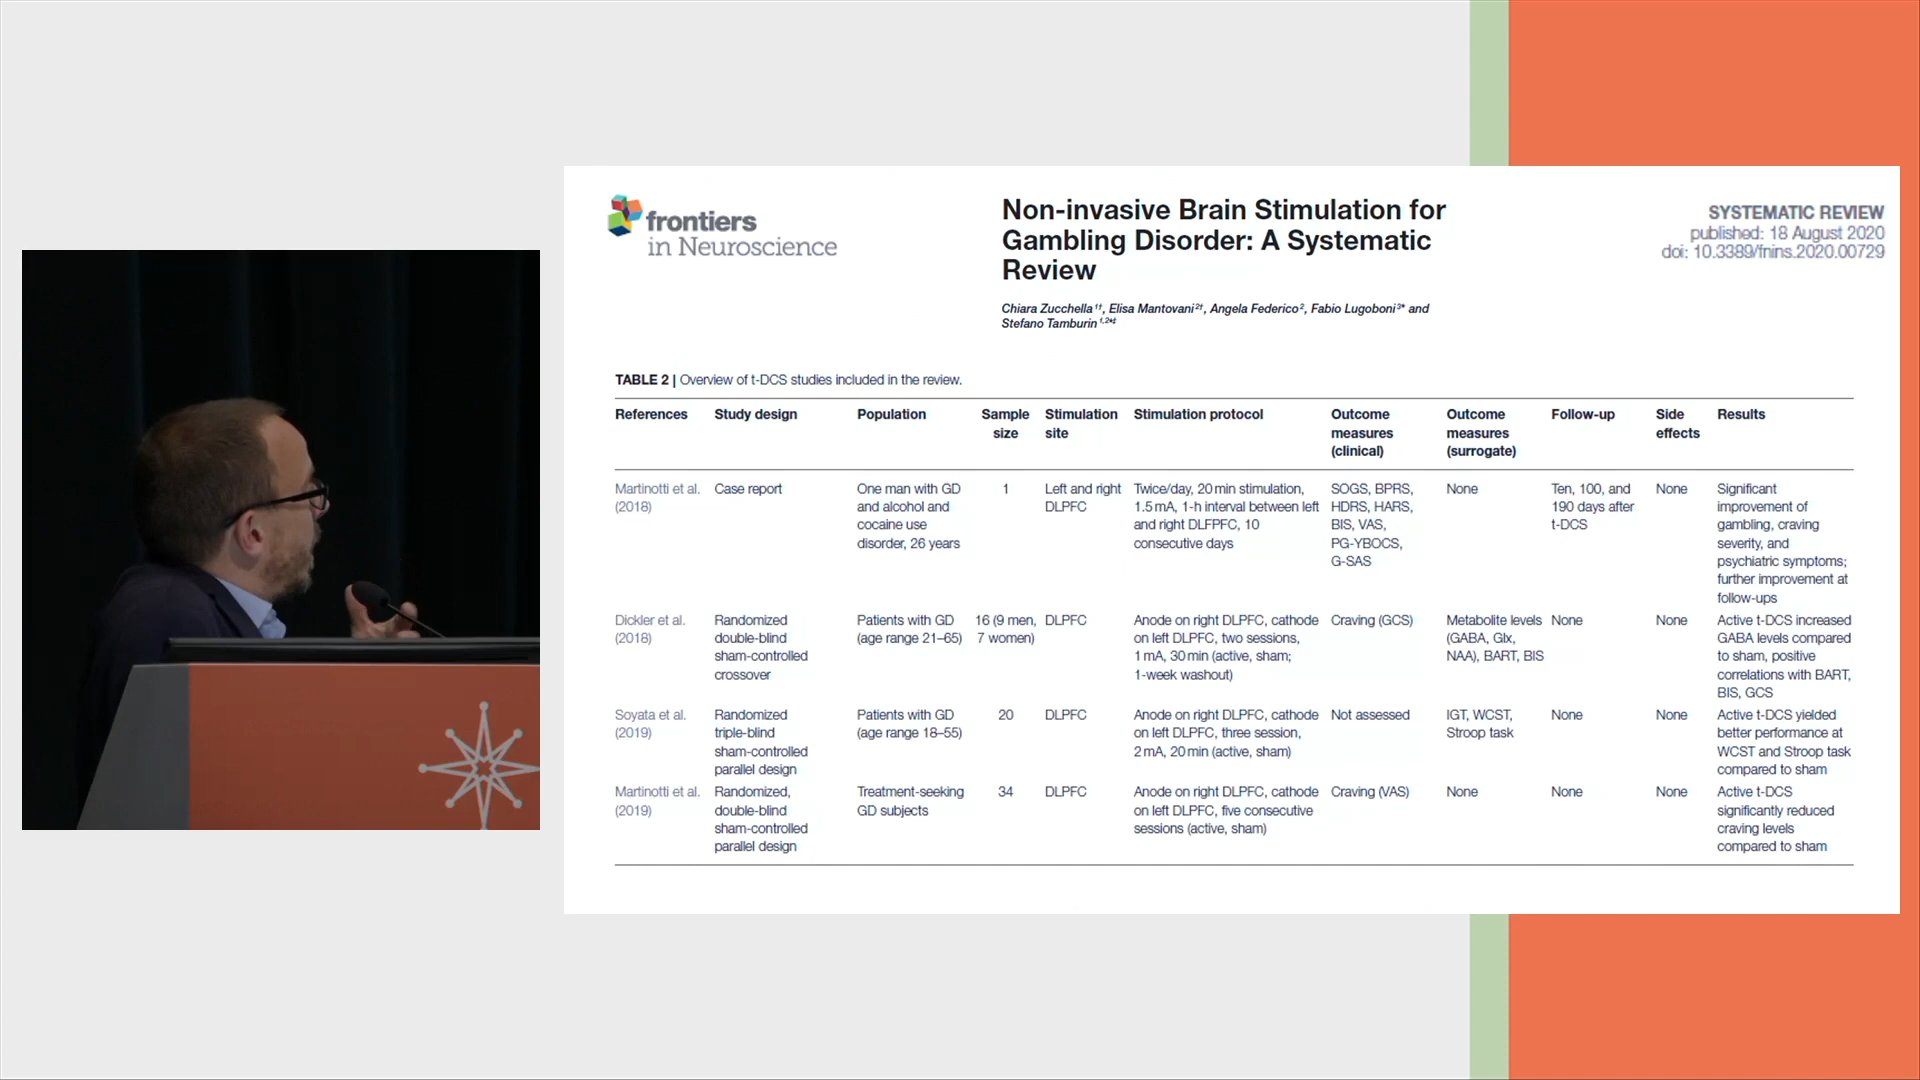 frontiers
in Neuroscience
Non-invasive Brain Stimulation for
Gambling Disorder: A Systematic
Review
SYSTEMATIC REVIEW
published: 18 August 2020
doi: 10.3389/fnins.2020.00729
Chiara Zucchella 1†, Elisa Mantovani 2†, Angela Federico 2, Fabio Lugoboni 3* and
Stefano Tamburin 1,2*‡
TABLE 2 | Overview of t-DCS studies included in the review.
References
Study design
Population
Sample
size
Stimulation
site
Stimulation protocol
Outcome
measures
(clinical)
Outcome
measures
(surrogate)
Follow-up
Side
effects
Results
Martinotti et al.
(2018)
Case report
One man with GD
and alcohol and
cocaine use
disorder, 26 years
1
Left and right
DLPFC
Twice/day, 20 min stimulation,
1.5 mA, 1-h interval between left
and right DLFPFC, 10
consecutive days
SOGS, BPRS,
HDRS, HARS,
BIS, VAS,
PG-YBOCS,
G-SAS
None
Ten, 100, and
190 days after
t-DCS
None
Significant
improvement of
gambling, craving
severity, and
psychiatric symptoms;
further improvement at
follow-ups
Dickler et al.
(2018)
Randomized
double-blind
sham-controlled
crossover
Patients with GD
(age range 21–65)
16 (9 men,
7 women)
DLPFC
Anode on right DLPFC, cathode
on left DLPFC, two sessions,
1 mA, 30 min (active, sham;
1-week washout)
Craving (GCS)
Metabolite levels
(GABA, Glx,
NAA), BART, BIS
None
None
Active t-DCS increased
GABA levels compared
to sham, positive
correlations with BART,
BIS, GCS
Soyata et al.
(2019)
Randomized
triple-blind
sham-controlled
parallel design
Patients with GD
(age range 18–55)
20
DLPFC
Anode on right DLPFC, cathode
on left DLPFC, three session,
2 mA, 20 min (active, sham)
Not assessed
IGT, WCST,
Stroop task
None
None
Active t-DCS yielded
better performance at
WCST and Stroop task
compared to sham
Martinotti et al.
(2019)
Randomized,
double-blind
sham-controlled
parallel design
Treatment-seeking
GD subjects
34
DLPFC
Anode on right DLPFC, cathode
on left DLPFC, five consecutive
sessions (active, sham)
Craving (VAS)
None
None
None
Active t-DCS
significantly reduced
craving levels
compared to sham